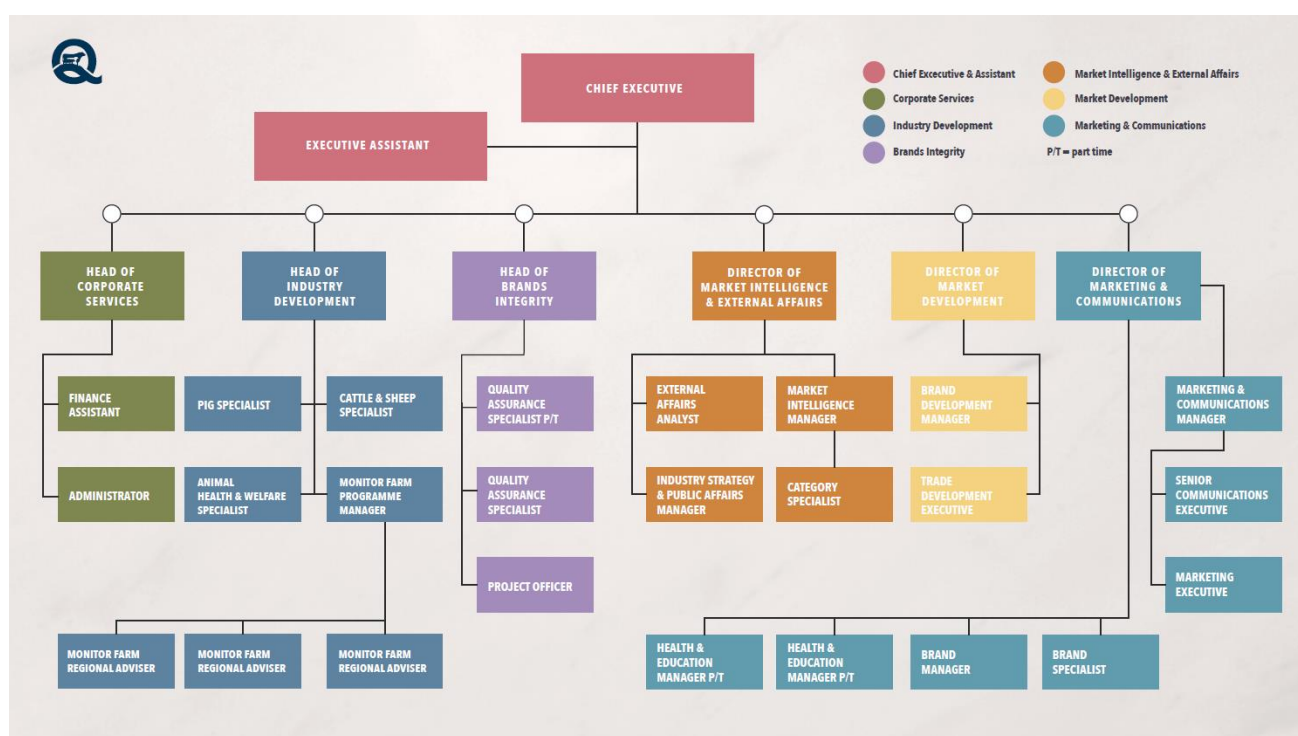 CHIEF EXECUTIVE
EXECUTIVE ASSISTANT
Chief Excecutive & Assistant
Corporate Services
Industry Development
Brands Integrity
Market Intelligence & External Affairs
Market Development
Marketing & Communications
P/T = part time
HEAD OF
CORPORATE
SERVICES
HEAD OF
INDUSTRY
DEVELOPMENT
HEAD OF
BRANDS
INTEGRITY
DIRECTOR OF
MARKET INTELLIGENCE
& EXTERNAL AFFAIRS
DIRECTOR OF
MARKET
DEVELOPMENT
DIRECTOR OF
MARKETING &
COMMUNICATIONS
FINANCE
ASSISTANT
PIG SPECIALIST
CATTLE & SHEEP
SPECIALIST
QUALITY
ASSURANCE
SPECIALIST P/T
EXTERNAL
AFFAIRS
ANALYST
MARKET
INTELLIGENCE
MANAGER
BRAND
DEVELOPMENT
MANAGER
MARKETING &
COMMUNICATIONS
MANAGER
ADMINISTRATOR
ANIMAL
HEALTH & WELFARE
SPECIALIST
MONITOR FARM
PROGRAMME
MANAGER
QUALITY
ASSURANCE
SPECIALIST
INDUSTRY STRATEGY
& PUBLIC AFFAIRS
MANAGER
CATEGORY
SPECIALIST
TRADE
DEVELOPMENT
EXECUTIVE
SENIOR
COMMUNICATIONS
EXECUTIVE
PROJECT OFFICER
MARKETING
EXECUTIVE
MONITOR FARM
REGIONAL ADVISER
MONITOR FARM
REGIONAL ADVISER
MONITOR FARM
REGIONAL ADVISER
HEALTH &
EDUCATION
MANAGER P/T
HEALTH &
EDUCATION
MANAGER P/T
BRAND
MANAGER
BRAND
SPECIALIST